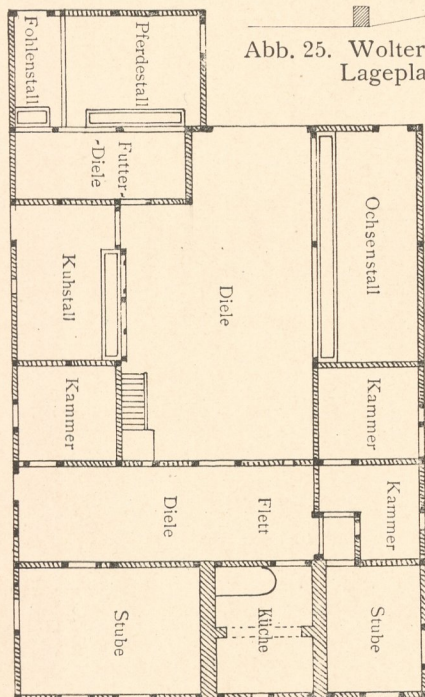 Abb. 25. Wolter
Lagepla
Fohlenstall
Pferdestall
Futter-
-Diele
Kuhstall
Diele
Ochsenstall
Kammer
Kammer
Diele
Flett
Kammer
Stube
Küche
Stube